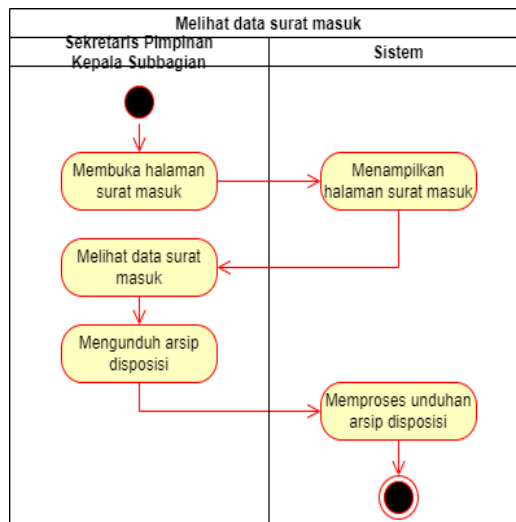 Melihat data surat masuk
Sekretaris Pimpinan
Kepala Subbagian
Sistem
Membuka halaman
surat masuk
Menampilkan
halaman surat masuk
Melihat data surat
masuk
Mengunduh arsip
disposisi
Memproses unduhan
arsip disposisi